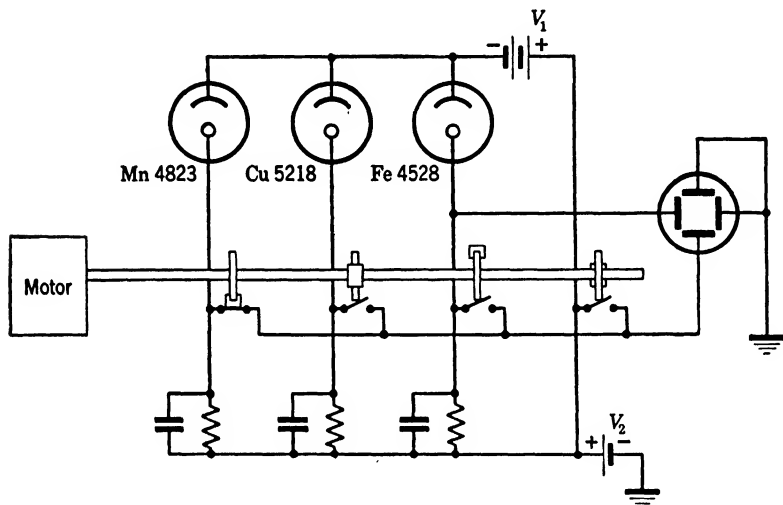 V₁
− +
Mn 4823 Cu 5218 Fe 4528
Motor
V₂
+ −